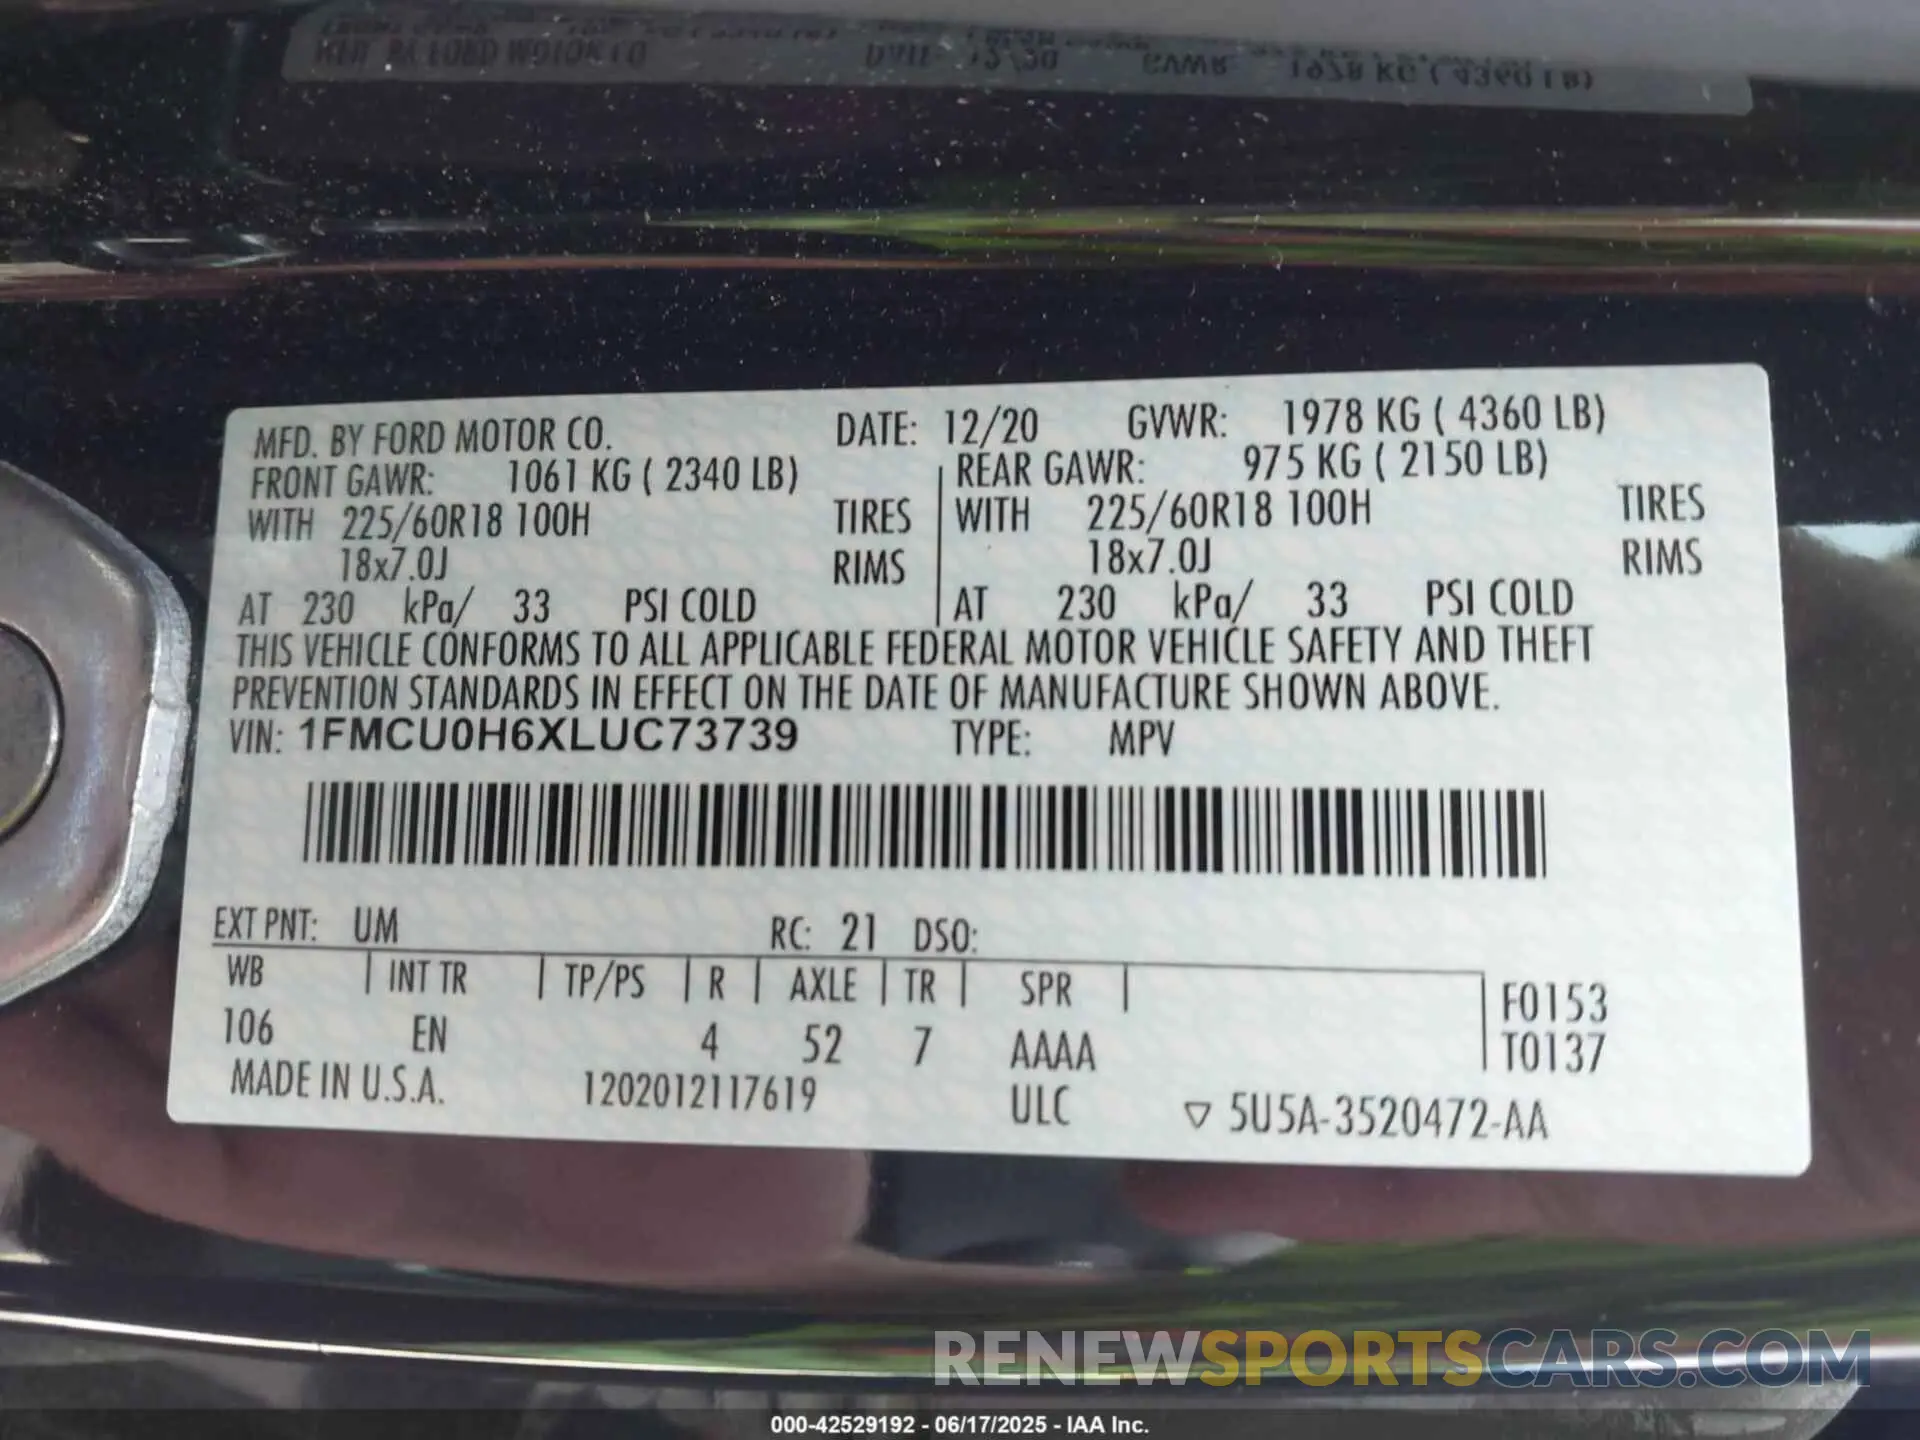 MFD. BY FORD MOTOR CO. DATE: 12/20 GVWR: 1978 KG ( 4360 LB)
FRONT GAWR: 1061 KG ( 2340 LB) REAR GAWR: 975 KG ( 2150 LB)
WITH 225/60R18 100H TIRES WITH 225/60R18 100H TIRES
18x7.0J RIMS 18x7.0J RIMS
AT 230 kPa/ 33 PSI COLD AT 230 kPa/ 33 PSI COLD
THIS VEHICLE CONFORMS TO ALL APPLICABLE FEDERAL MOTOR VEHICLE SAFETY AND THEFT
PREVENTION STANDARDS IN EFFECT ON THE DATE OF MANUFACTURE SHOWN ABOVE.
VIN: 1FMCU0H6XLUC73739 TYPE: MPV
EXT PNT: UM RC: 21 DSO:
WB | INT TR | TP/PS | R | AXLE | TR | SPR | F0153
106 EN 4 52 7 AAAA T0137
MADE IN U.S.A. 1202012117619 ULC ▽ 5U5A-3520472-AA
RENEWSPORTSCARS.COM
000-42529192 - 06/17/2025 - IAA Inc.